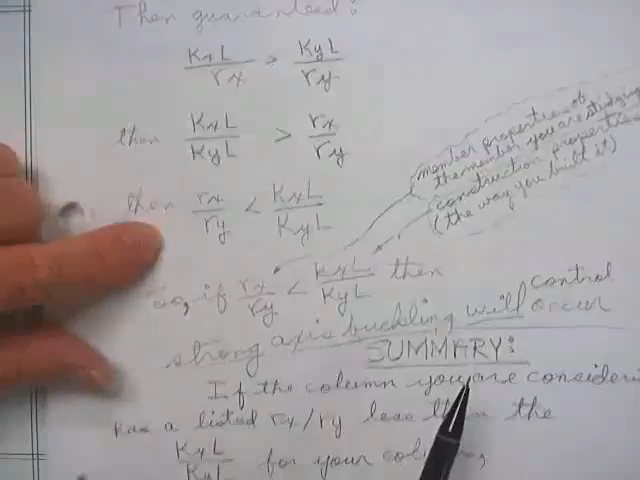 Then guaranteed:
KxL/rx > KyL/ry
then KxL/KyL > rx/ry
then rx/ry < KxL/KyL
member properties of
the member you are studying
construction properties
(the way you built it)
so, if rx/ry < KxL/KyL then
strong axis buckling will control
occur
SUMMARY:
If the column you are consideri
has a listed rx/ry less than the
KxL/KyL for your column,